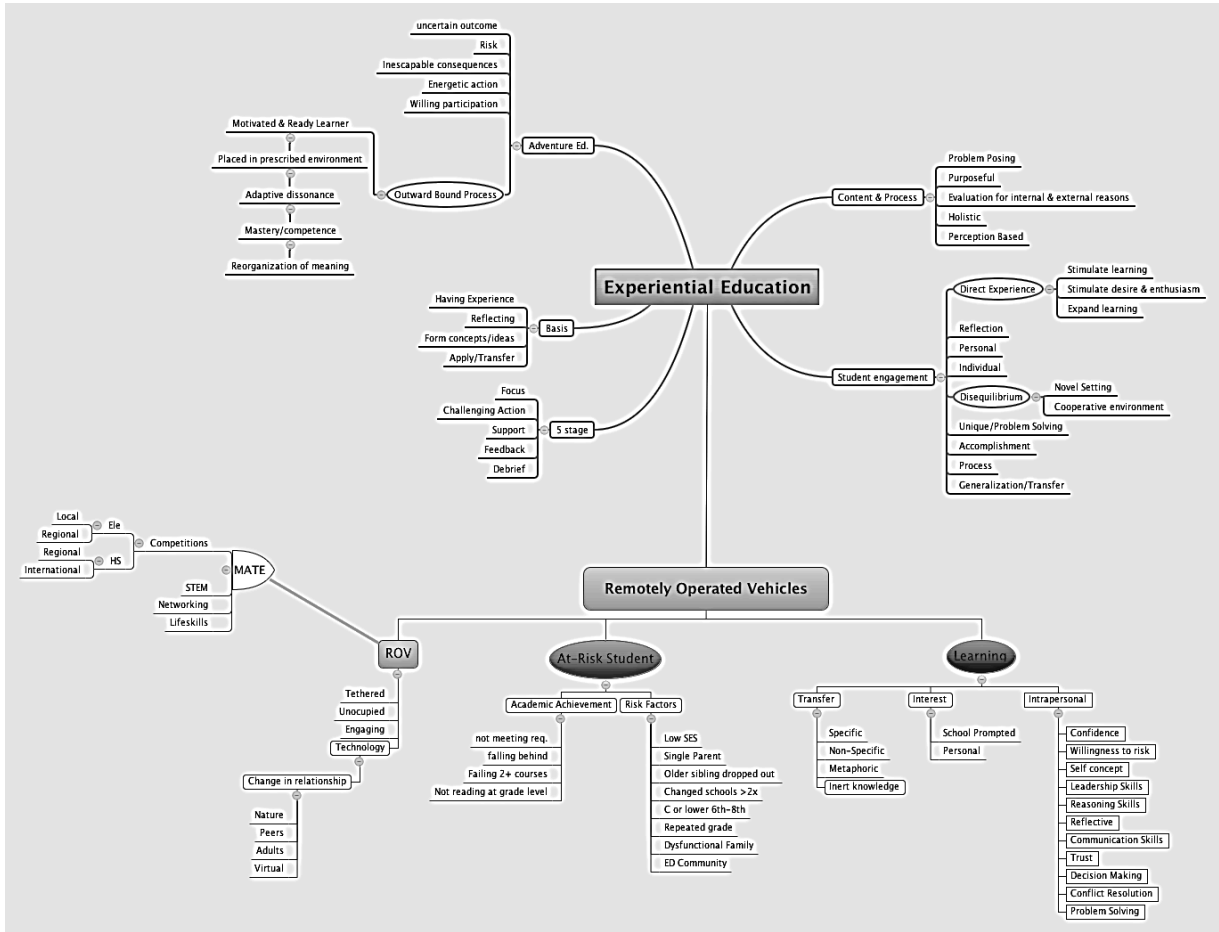 Experiential Education
Adventure Ed.
uncertain outcome
Risk
Inescapable consequences
Energetic action
Willing participation
Outward Bound Process
Motivated & Ready Learner
Placed in prescribed environment
Adaptive dissonance
Mastery/competence
Reorganization of meaning
Basis
Having Experience
Reflecting
Form concepts/ideas
Apply/Transfer
5 stage
Focus
Challenging Action
Support
Feedback
Debrief
Content & Process
Problem Posing
Purposeful
Evaluation for internal & external reasons
Holistic
Perception Based
Student engagement
Direct Experience
Stimulate learning
Stimulate desire & enthusiasm
Expand learning
Reflection
Personal
Individual
Disequilibrium
Novel Setting
Cooperative environment
Unique/Problem Solving
Accomplishment
Process
Generalization/Transfer
Remotely Operated Vehicles
ROV
MATE
Competitions
Ele
Local
Regional
HS
Regional
International
STEM
Networking
Lifeskills
Tethered
Unocupied
Engaging
Technology
Change in relationship
Nature
Peers
Adults
Virtual
At-Risk Student
Academic Achievement
not meeting req.
falling behind
Failing 2+ courses
Not reading at grade level
Risk Factors
Low SES
Single Parent
Older sibling dropped out
Changed schools >2x
C or lower 6th-8th
Repeated grade
Dysfunctional Family
ED Community
Learning
Transfer
Specific
Non-Specific
Metaphoric
Inert knowledge
Interest
School Prompted
Personal
Intrapersonal
Confidence
Willingness to risk
Self concept
Leadership Skills
Reasoning Skills
Reflective
Communication Skills
Trust
Decision Making
Conflict Resolution
Problem Solving